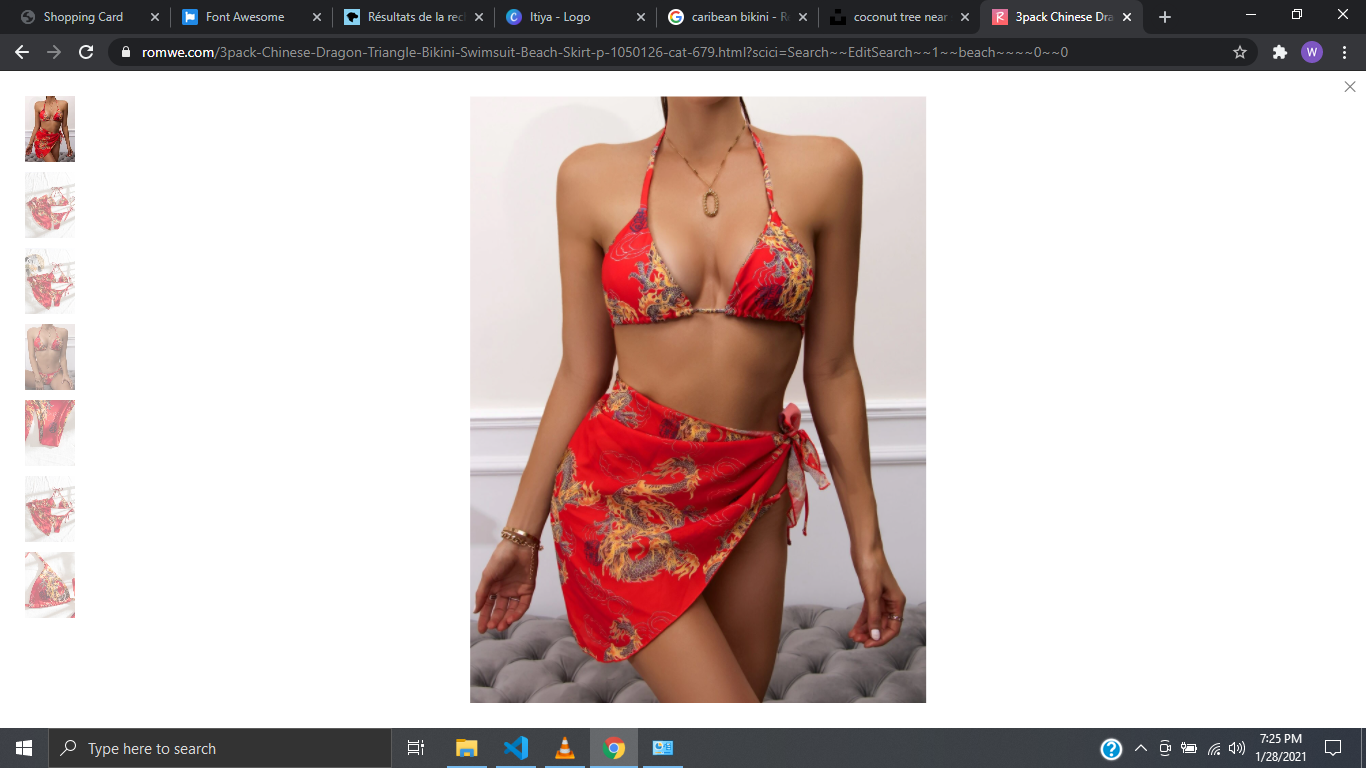 Shopping Card
Font Awesome
Résultats de la rec
Itiya - Logo
caribean bikini - R
coconut tree near
3pack Chinese Dra
romwe.com/3pack-Chinese-Dragon-Triangle-Bikini-Swimsuit-Beach-Skirt-p-1050126-cat-679.html?scici=Search~~EditSearch~~1~~beach~~~~0~~0
W
Type here to search
7:25 PM
1/28/2021